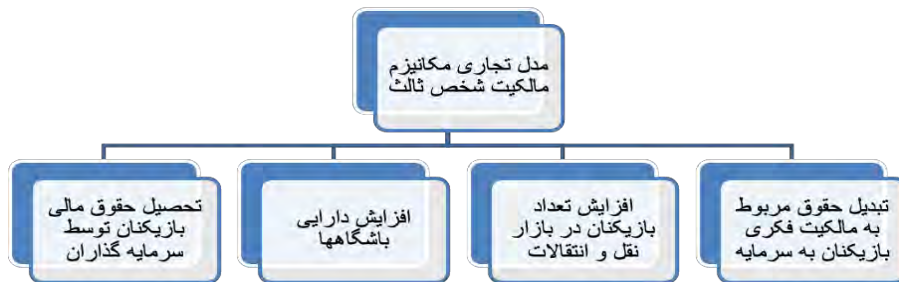 مدل تجاری مکانیزم
مالکیت شخص ثالث
تبدیل حقوق مربوط
به مالکیت فکری
بازیکنان به سرمایه
افزایش تعداد
بازیکنان در بازار
نقل و انتقالات
افزایش دارایی
باشگاهها
تحصیل حقوق مالی
بازیکنان توسط
سرمایه گذاران